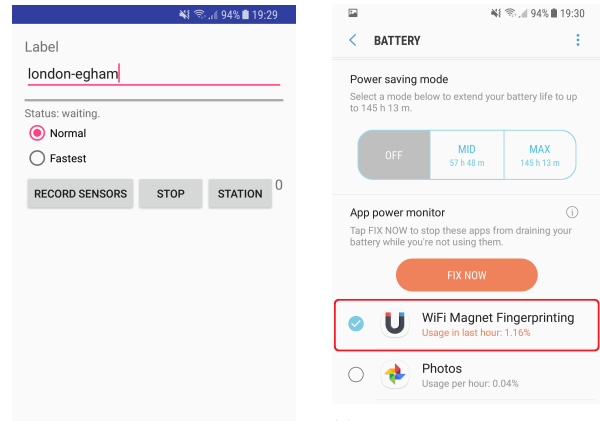 94% 19:29
Label
london-egham
Status: waiting.
Normal
Fastest
RECORD SENSORS STOP STATION 0
94% 19:30
BATTERY
Power saving mode
Select a mode below to extend your battery life to up
to 145 h 13 m.
OFF MID MAX
57 h 48 m 145 h 13 m
App power monitor
Tap FIX NOW to stop these apps from draining your
battery while you're not using them.
FIX NOW
WiFi Magnet Fingerprinting
Usage in last hour: 1.16%
Photos
Usage per hour: 0.04%